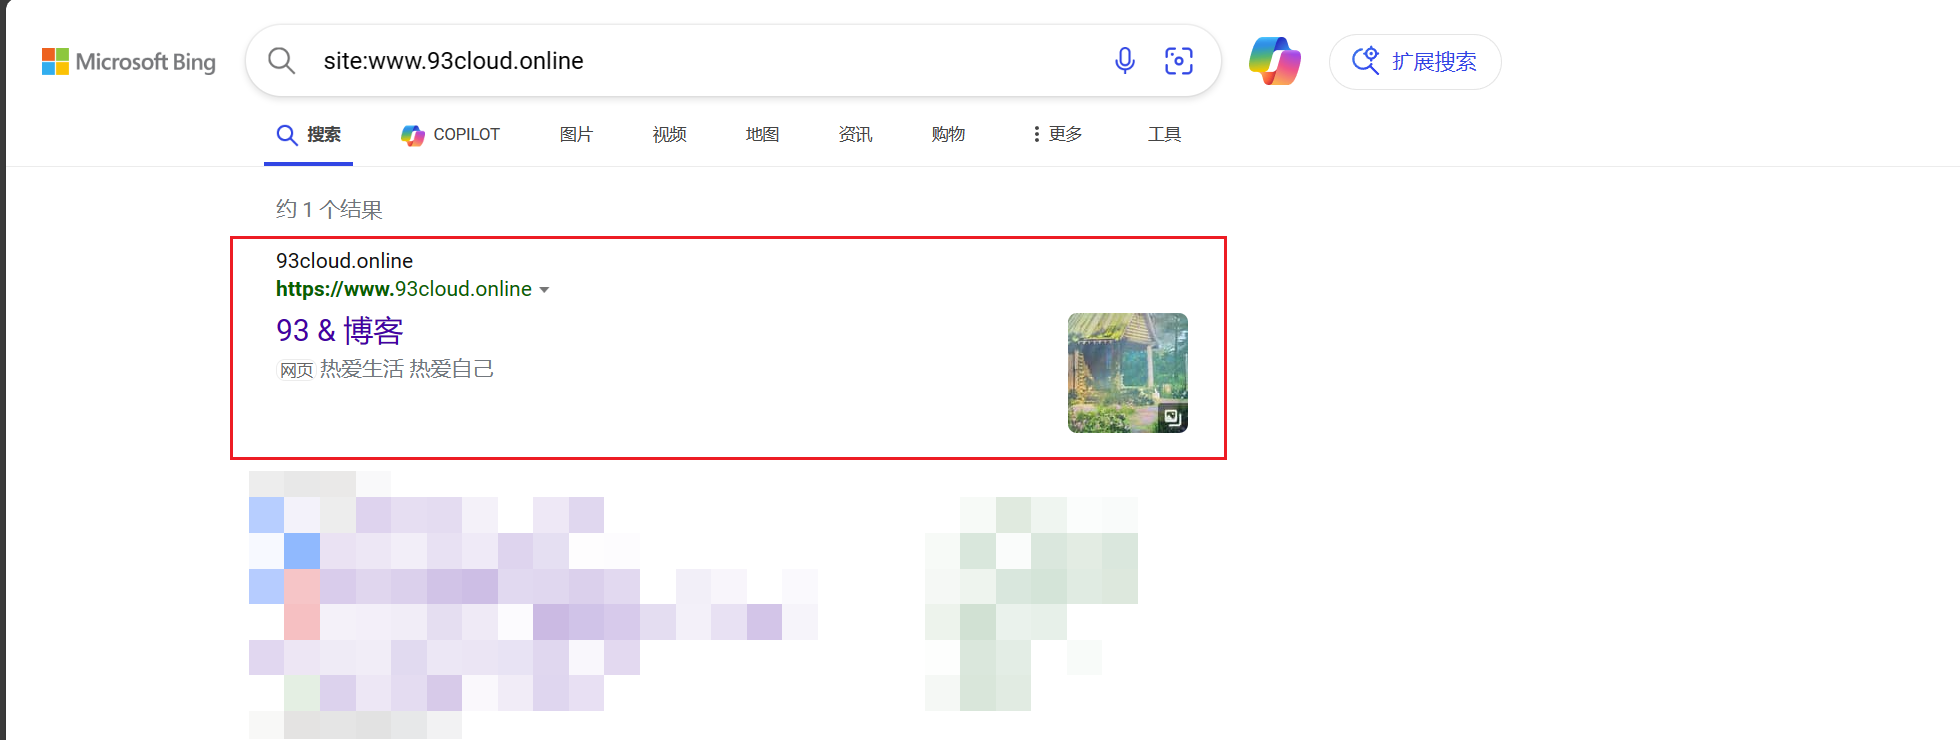 Microsoft Bing
site:www.93cloud.online
扩展搜索
搜索 COPILOT 图片 视频 地图 资讯 购物 更多 工具
约 1 个结果
93cloud.online
https://www.93cloud.online
93 & 博客
网页 热爱生活 热爱自己